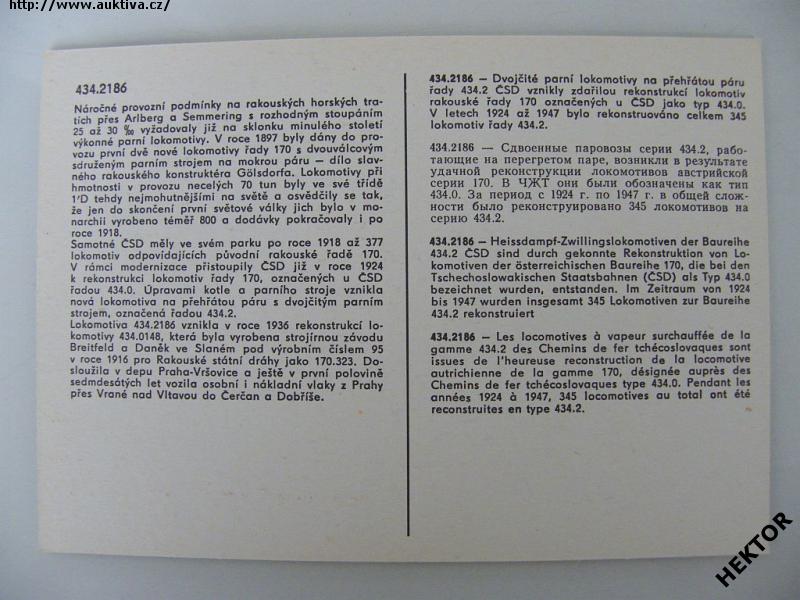 http://www.auktiva.cz/
434.2186
Náročné provozní podmínky na rakouských horských tra-
tích přes Arlberg a Semmering s rozhodným stoupáním
25 až 30 ‰ vyžadovaly již na sklonku minulého století
výkonné parní lokomotivy. V roce 1897 byly dány do pro-
vozu první dvě nové lokomotivy řady 170 s dvouválcovým
sdruženým parním strojem na mokrou páru – dílo slav-
ného rakouského konstruktéra Gölsdorfa. Lokomotivy při
hmotnosti v provozu necelých 70 tun byly ve své třídě
1'D tehdy nejmohutnějšími na světě a osvědčily se tak,
že jen do skončení první světové války jich bylo v mo-
narchii vyrobeno téměř 800 a dodávky pokračovaly i po
roce 1918.
Samotné ČSD měly ve svém parku po roce 1918 až 377
lokomotiv odpovídajících původní rakouské řadě 170.
V rámci modernizace přistoupily ČSD již v roce 1924
k rekonstrukci lokomotiv řady 170, označených u ČSD
řadou 434.0. Úpravami kotle a parního stroje vznikla
nová lokomotiva na přehřátou páru s dvojčitým parním
strojem, označená řadou 434.2.
Lokomotiva 434.2186 vznikla v roce 1936 rekonstrukcí lo-
komotivy 434.0148, která byla vyrobena strojírnou závodu
Breitfeld a Daněk ve Slaném pod výrobním číslem 95
v roce 1916 pro Rakouské státní dráhy jako 170.323. Do-
sloužila v depu Praha-Vršovice a ještě v první polovině
sedmdesátých let vozila osobní i nákladní vlaky z Prahy
přes Vrané nad Vltavou do Čerčan a Dobříše.
434.2186 – Dvojčité parní lokomotivy na přehřátou páru
řady 434.2 ČSD vznikly zdařilou rekonstrukcí lokomotiv
rakouské řady 170 označených u ČSD jako typ 434.0.
V letech 1924 až 1947 bylo rekonstruováno celkem 345
lokomotiv řady 434.2.
434.2186 – Сдвоенные паровозы серии 434.2, рабо-
тающие на перегретом паре, возникли в результате
удачной реконструкции локомотивов австрийской
серии 170. В ЧЖТ они были обозначены как тип
434.0. За период с 1924 г. по 1947 г. в общей слож-
ности было реконструировано 345 локомотивов на
серию 434.2.
434.2186 – Heissdampf-Zwillingslokomotiven der Baureihe
434.2 ČSD sind durch gekonnte Rekonstruktion von Lo-
komotiven der österreichischen Baureihe 170, die bei den
Tschechoslowakischen Staatsbahnen (ČSD) als Typ 434.0
bezeichnet wurden, entstanden. Im Zeitraum von 1924
bis 1947 wurden insgesamt 345 Lokomotiven zur Baureihe
434.2 rekonstruiert
434.2186 – Les locomotives à vapeur surchauffée de la
gamme 434.2 des Chemins de fer tchécoslovaques sont
issues de l'heureuse reconstruction de la locomotive
autrichienne de la gamme 170, désignée auprès des
Chemins de fer tchécoslovaques type 434.0. Pendant les
années 1924 à 1947, 345 locomotives au total ont été
reconstruites en type 434.2.
HEKTOR